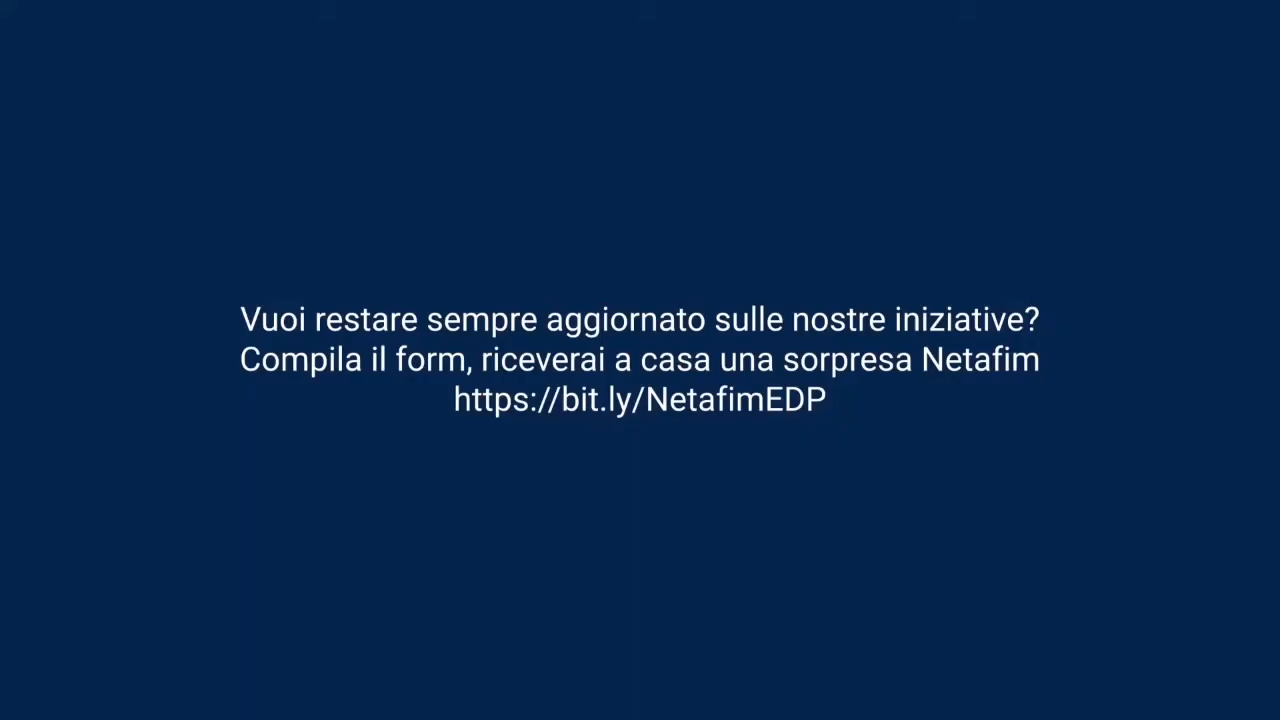 Vuoi restare sempre aggiornato sulle nostre iniziative?
Compila il form, riceverai a casa una sorpresa Netafim
https://bit.ly/NetafimEDP